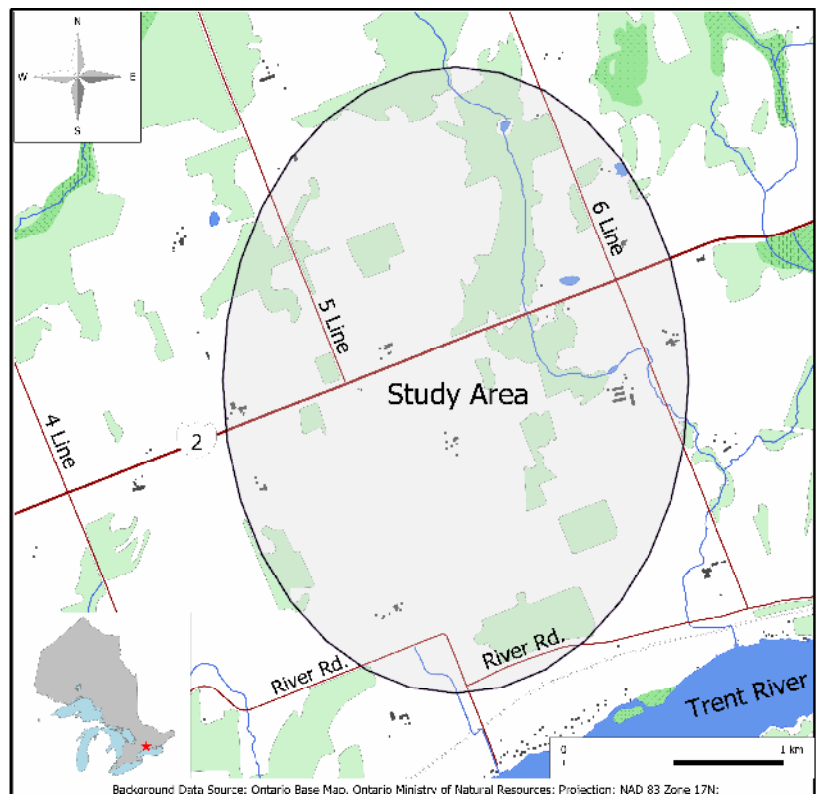 N
W
E
S
6 Line
5 Line
Study Area
4 Line
2
River Rd.
River Rd.
Trent River
0
1 km
Background Data Source: Ontario Base Map, Ontario Ministry of Natural Resources; Projection: NAD 83 Zone 17N;